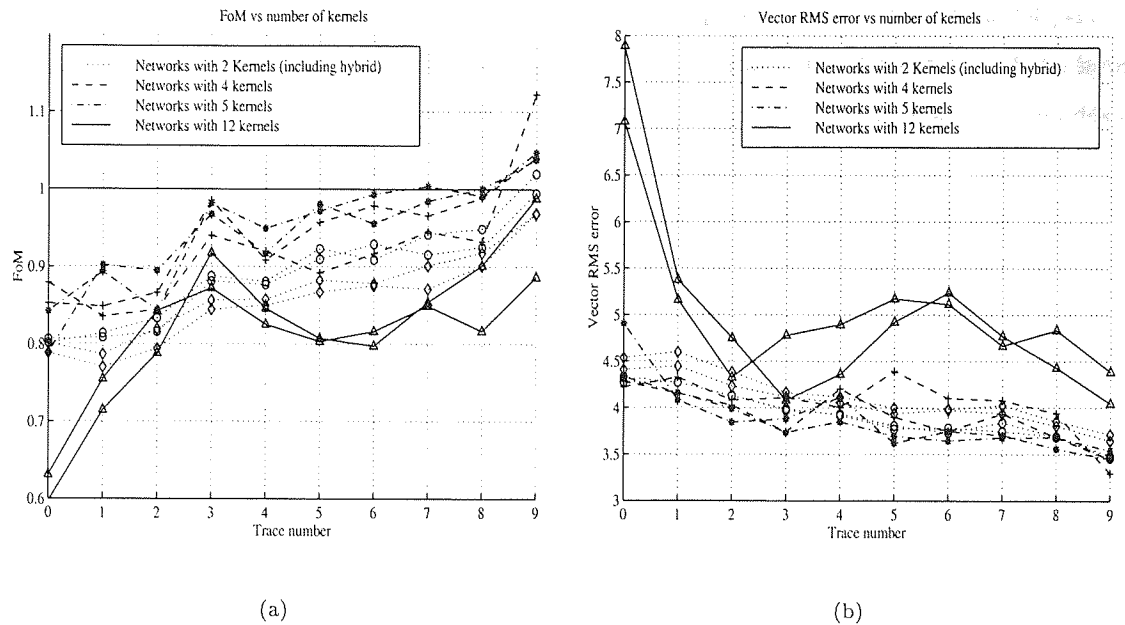 FoM vs number of kernels
Networks with 2 Kernels (including hybrid)
Networks with 4 kernels
Networks with 5 kernels
Networks with 12 kernels
1.1
1
0.9
0.8
0.7
0.6
FoM
0 1 2 3 4 5 6 7 8 9
Trace number
(a)
Vector RMS error vs number of kernels
Networks with 2 Kernels (including hybrid)
Networks with 4 kernels
Networks with 5 kernels
Networks with 12 kernels
8
7.5
7
6.5
6
5.5
5
4.5
4
3.5
3
Vector RMS error
0 1 2 3 4 5 6 7 8 9
Trace number
(b)